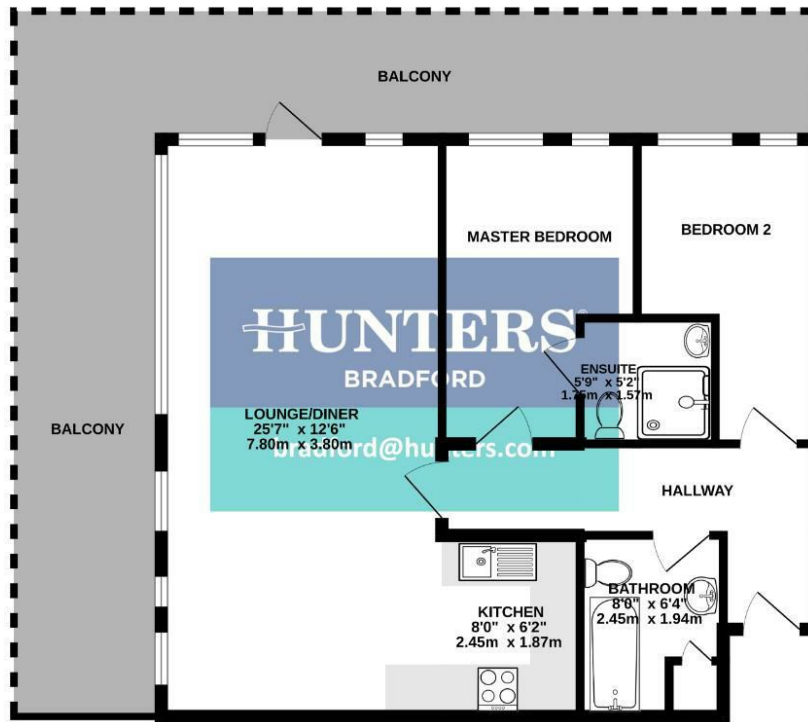 BALCONY
MASTER BEDROOM
BEDROOM 2
HUNTERS®
BRADFORD
ENSUITE
5'9" x 5'2"
1.75m x 1.57m
LOUNGE/DINER
25'7" x 12'6"
7.80m x 3.80m
BALCONY
bradford@hunters.com
HALLWAY
KITCHEN
8'0" x 6'2"
2.45m x 1.87m
BATHROOM
8'0" x 6'4"
2.45m x 1.94m